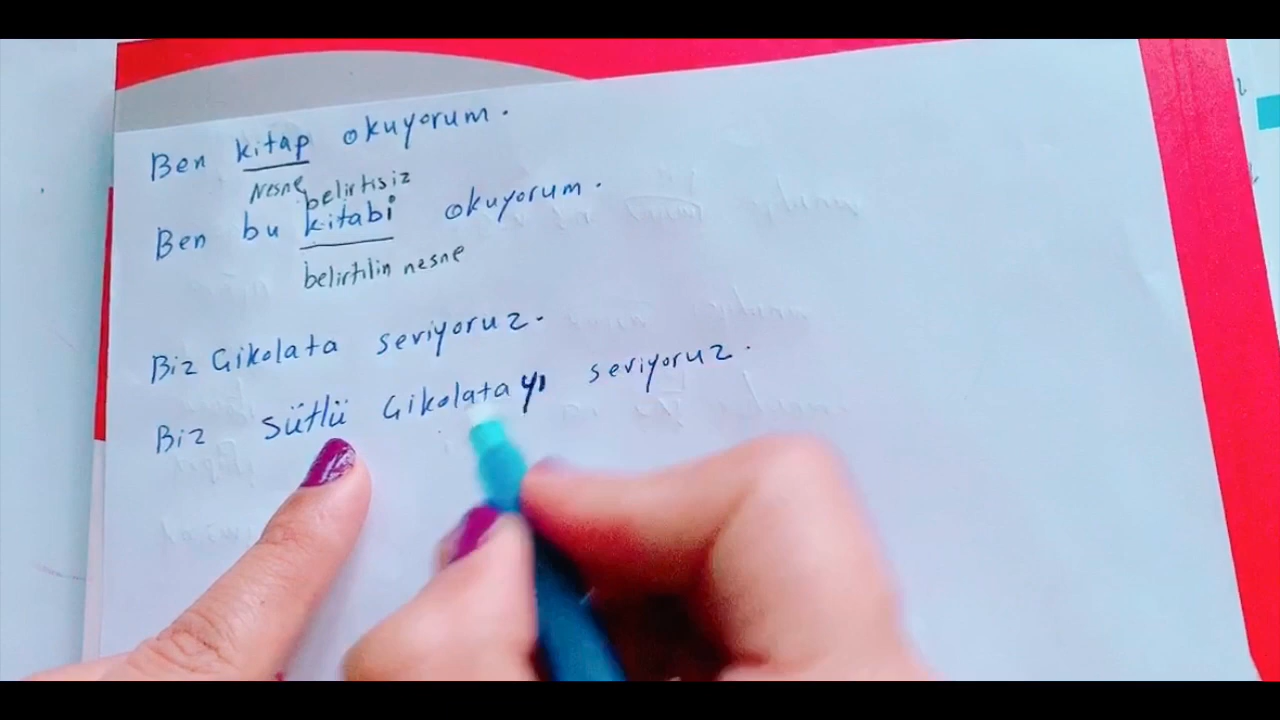 Ben kitap okuyorum.
Nesne belirtisiz
Ben bu kitabi okuyorum.
belirtilin nesne
Biz Gikolata seviyoruz.
Biz sütlü Gikolatayı seviyoruz.